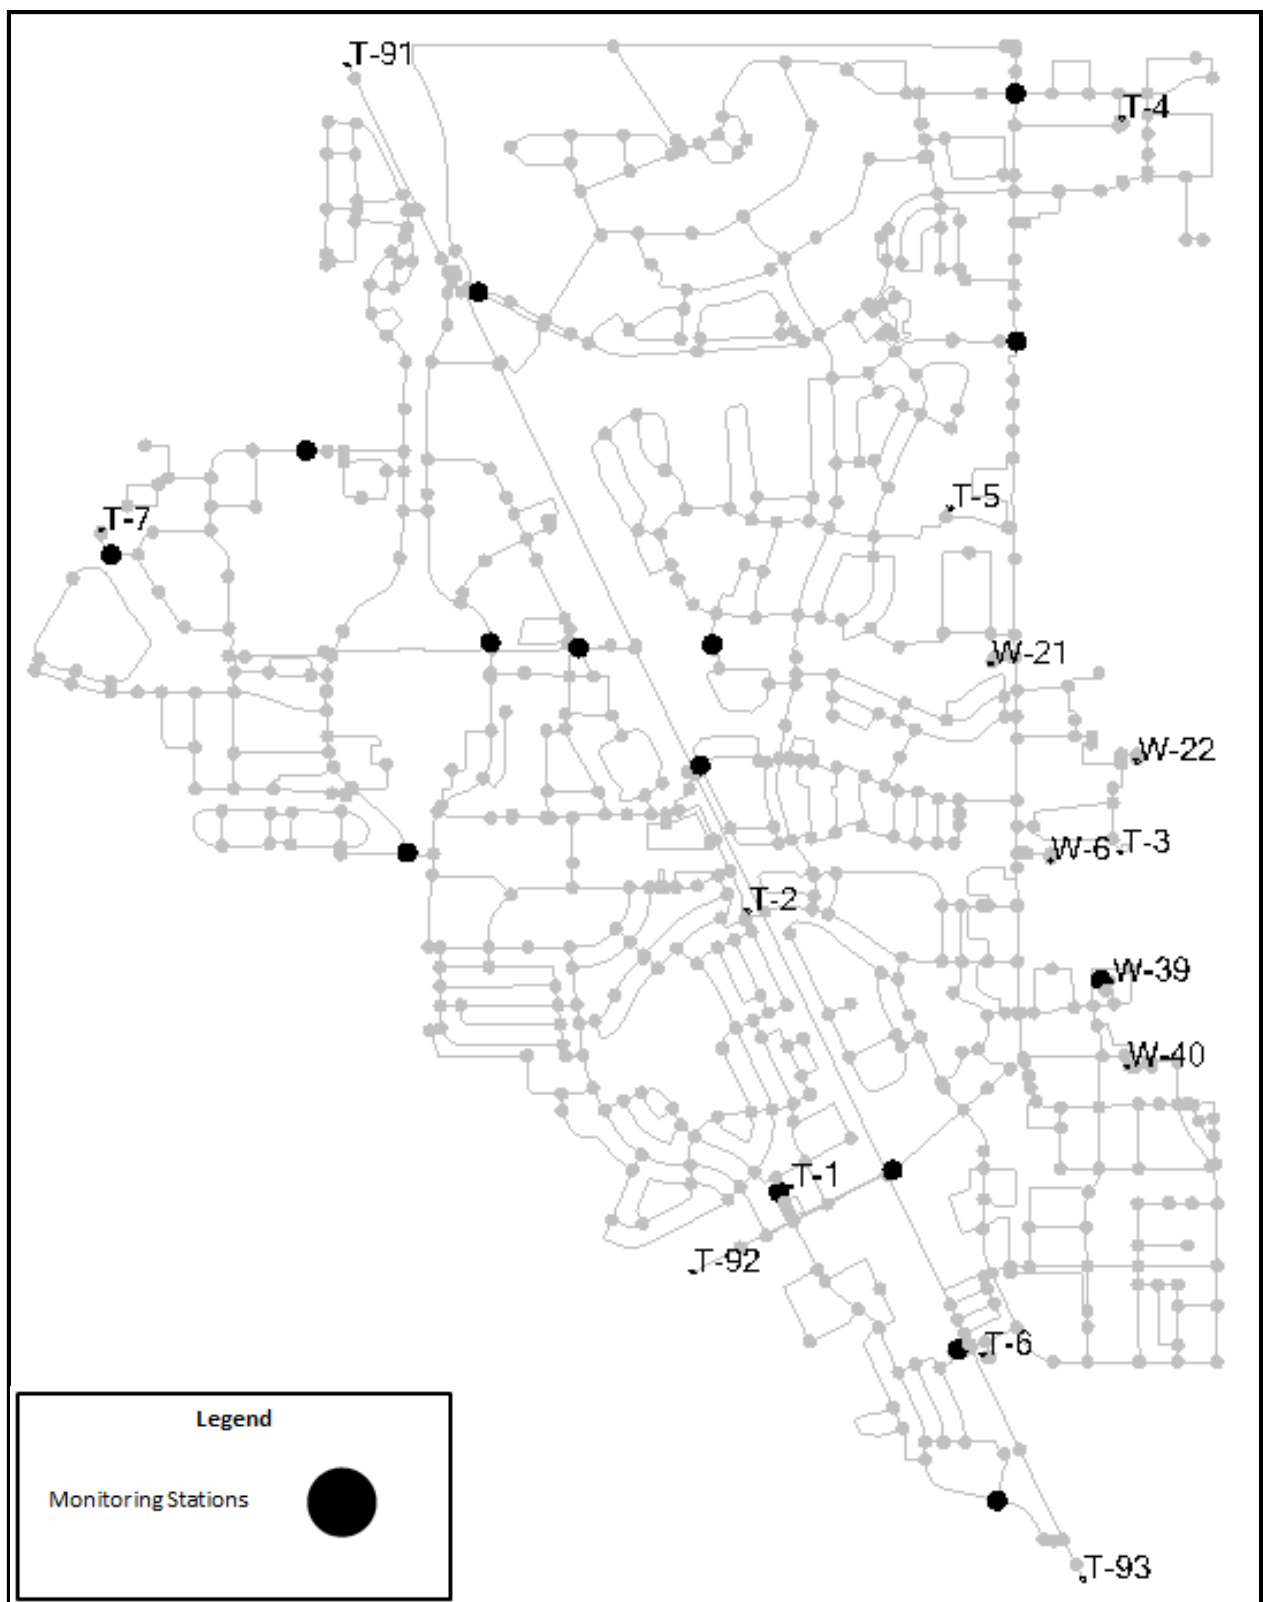 T-91
T-4
T-5
T-7
W-21
W-22
W-6
T-3
T-2
W-39
W-40
T-1
T-92
T-6
Legend
Monitoring Stations
T-93